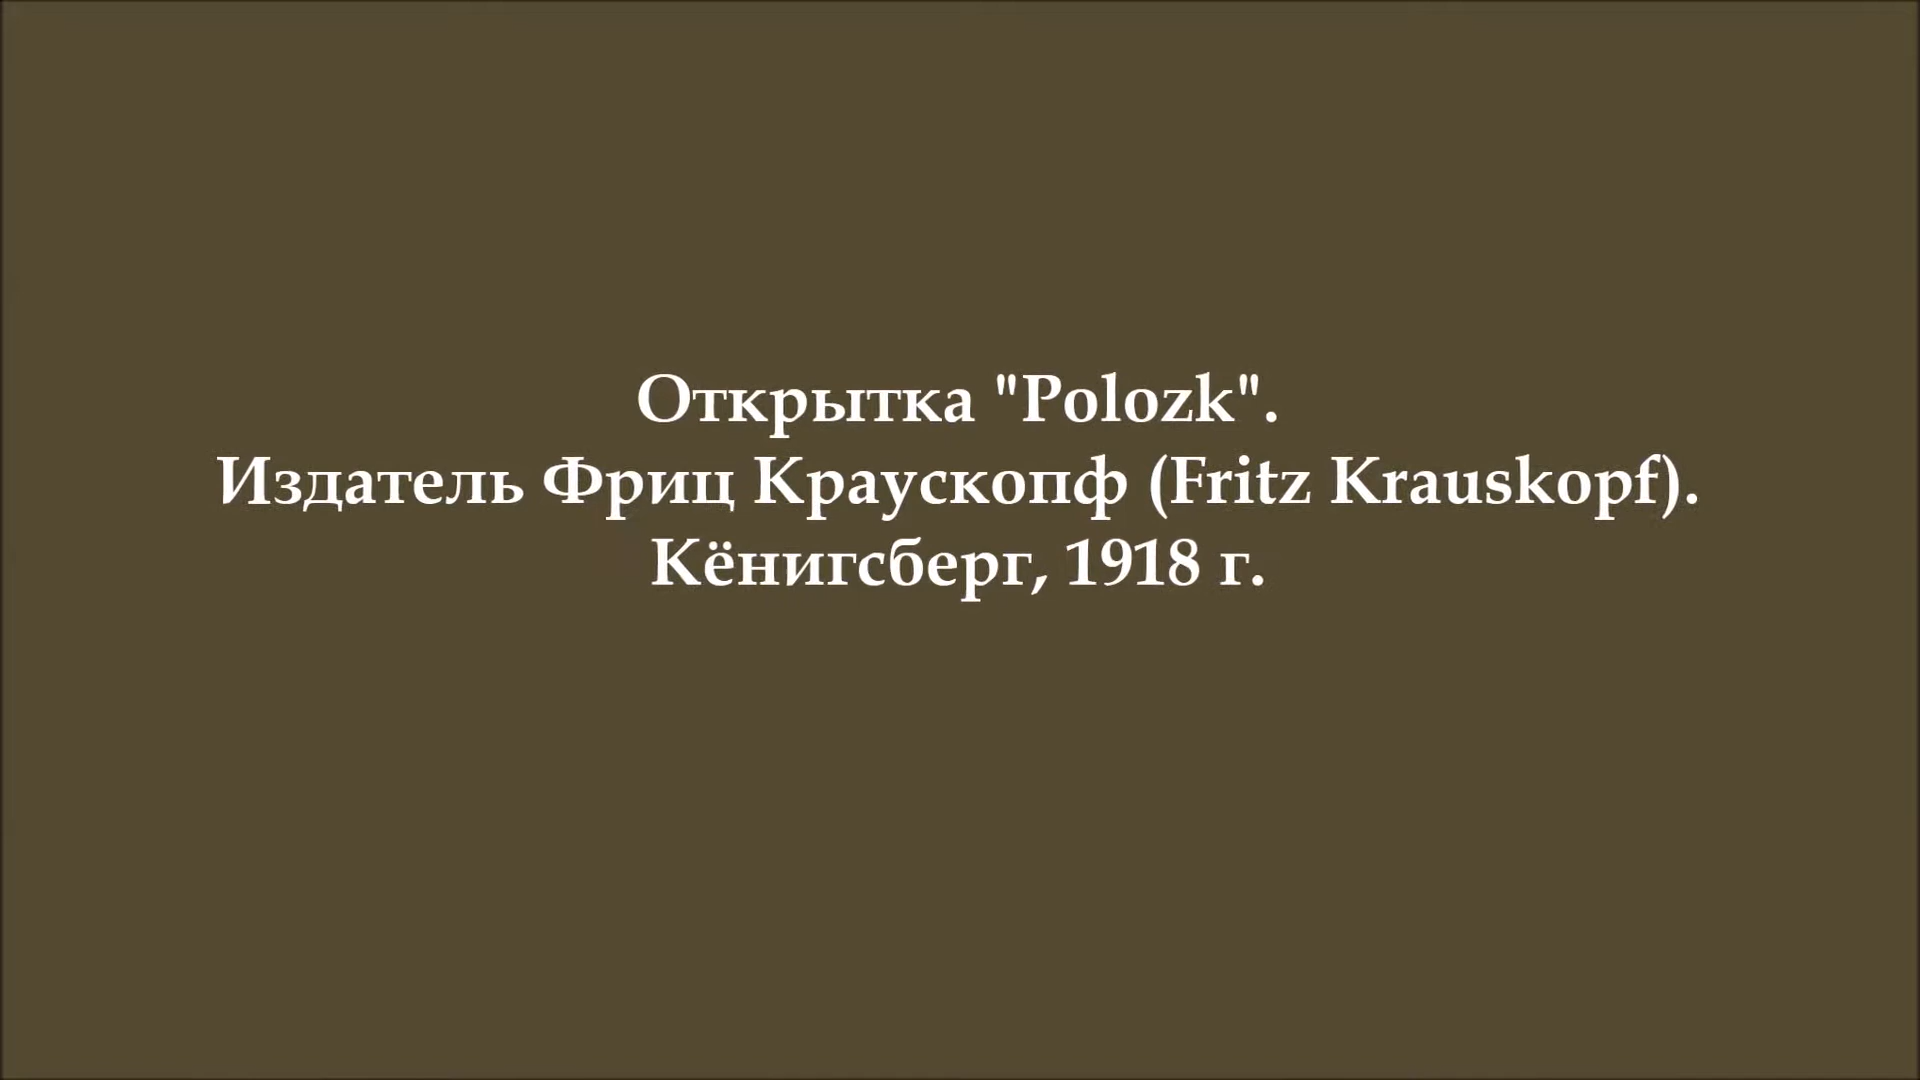 Открытка "Polozk".
Издатель Фриц Краускопф (Fritz Krauskopf).
Кёнигсберг, 1918 г.